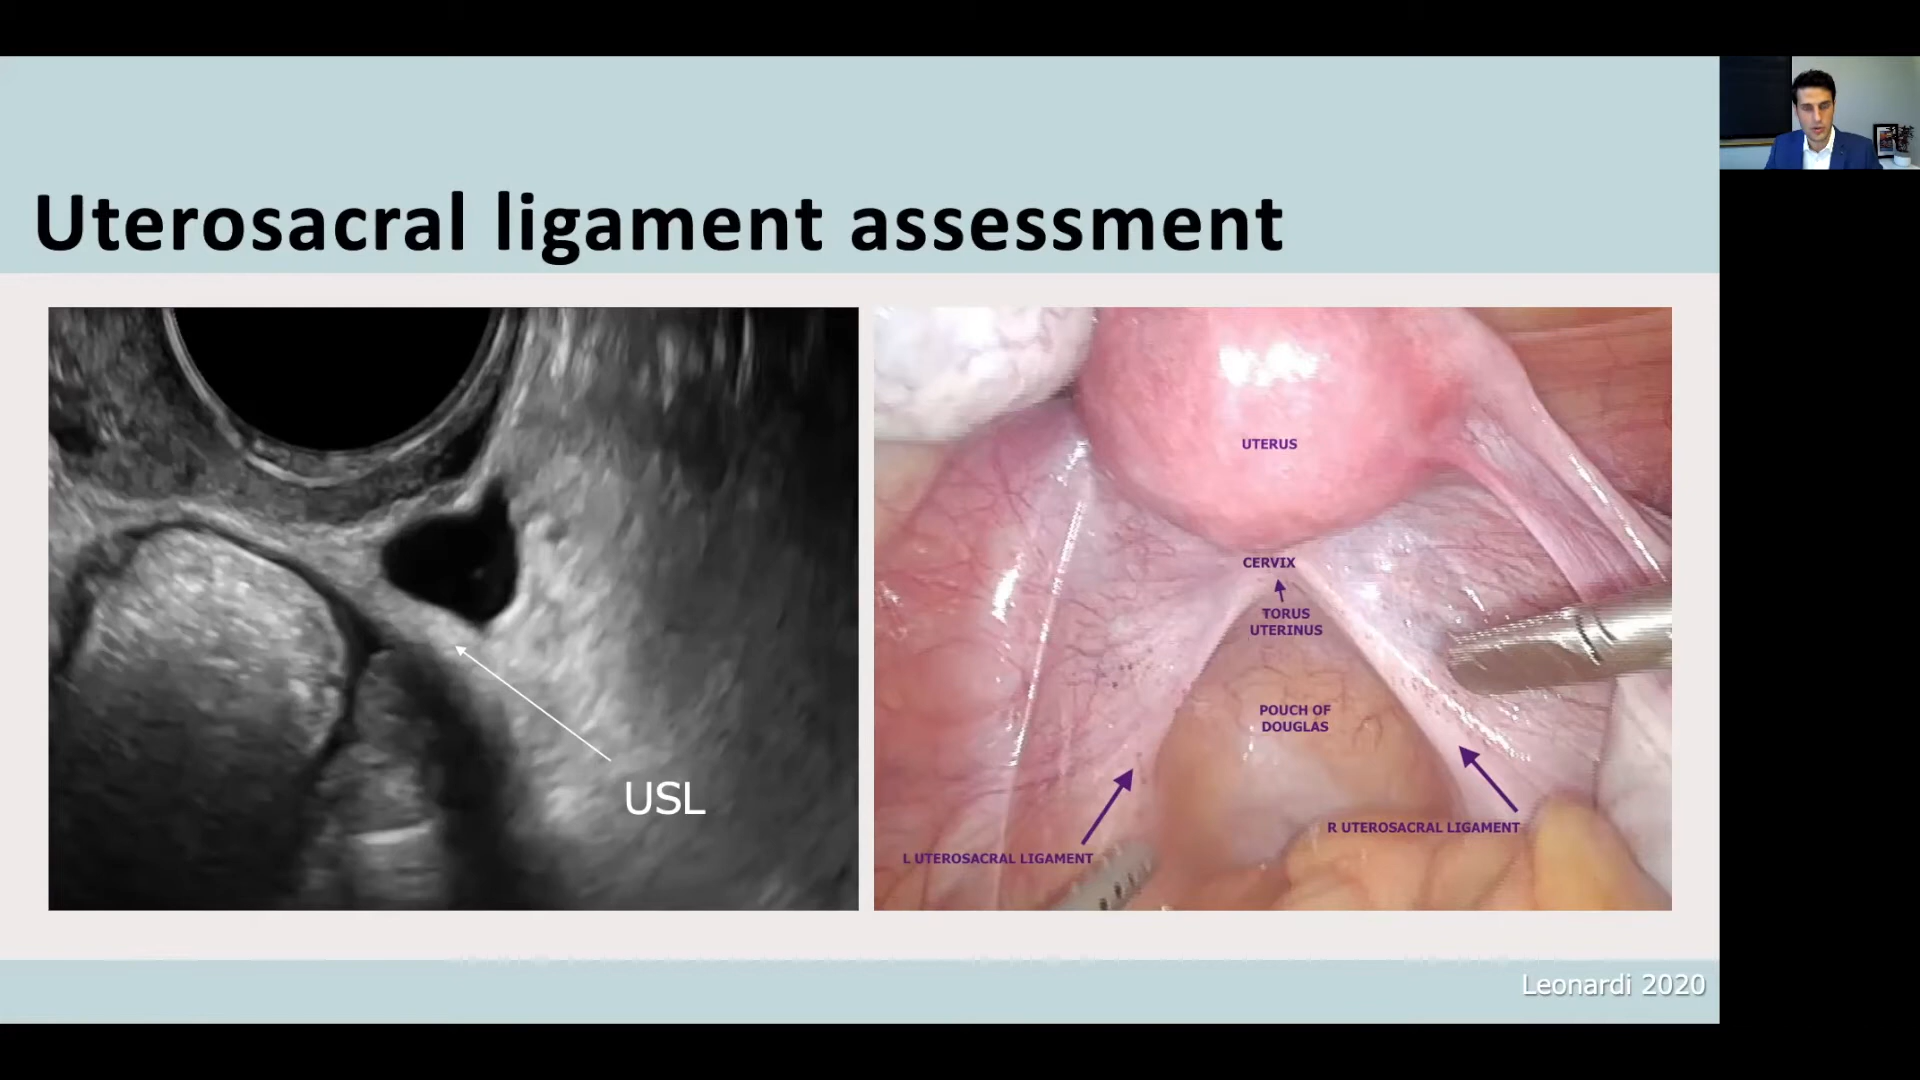 Uterosacral ligament assessment
USL
UTERUS
CERVIX
TORUS
UTERINUS
POUCH OF
DOUGLAS
R UTEROSACRAL LIGAMENT
L UTEROSACRAL LIGAMENT
Leonardi 2020